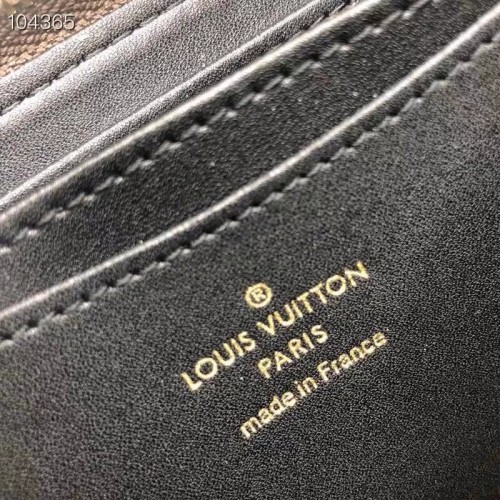 104365
®
LOUIS VUITTON
PARIS
made in France